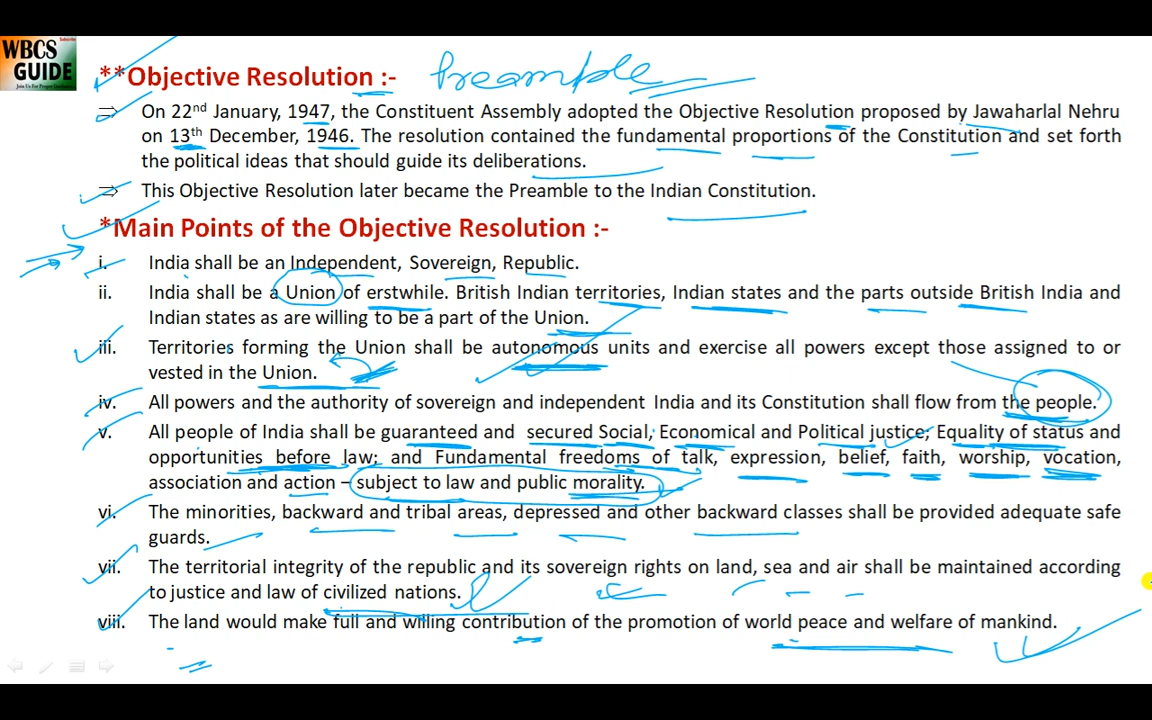 WBCS
GUIDE
**Objective Resolution :- Preamble
⇒ On 22nd January, 1947, the Constituent Assembly adopted the Objective Resolution proposed by Jawaharlal Nehru
on 13th December, 1946. The resolution contained the fundamental proportions of the Constitution and set forth
the political ideas that should guide its deliberations.
⇒ This Objective Resolution later became the Preamble to the Indian Constitution.
*Main Points of the Objective Resolution :-
i. India shall be an Independent, Sovereign, Republic.
ii. India shall be a Union of erstwhile. British Indian territories, Indian states and the parts outside British India and
Indian states as are willing to be a part of the Union.
iii. Territories forming the Union shall be autonomous units and exercise all powers except those assigned to or
vested in the Union.
iv. All powers and the authority of sovereign and independent India and its Constitution shall flow from the people.
v. All people of India shall be guaranteed and secured Social, Economical and Political justice; Equality of status and
opportunities before law; and Fundamental freedoms of talk, expression, belief, faith, worship, vocation,
association and action – subject to law and public morality.
vi. The minorities, backward and tribal areas, depressed and other backward classes shall be provided adequate safe
guards.
vii. The territorial integrity of the republic and its sovereign rights on land, sea and air shall be maintained according
to justice and law of civilized nations.
viii. The land would make full and willing contribution of the promotion of world peace and welfare of mankind.